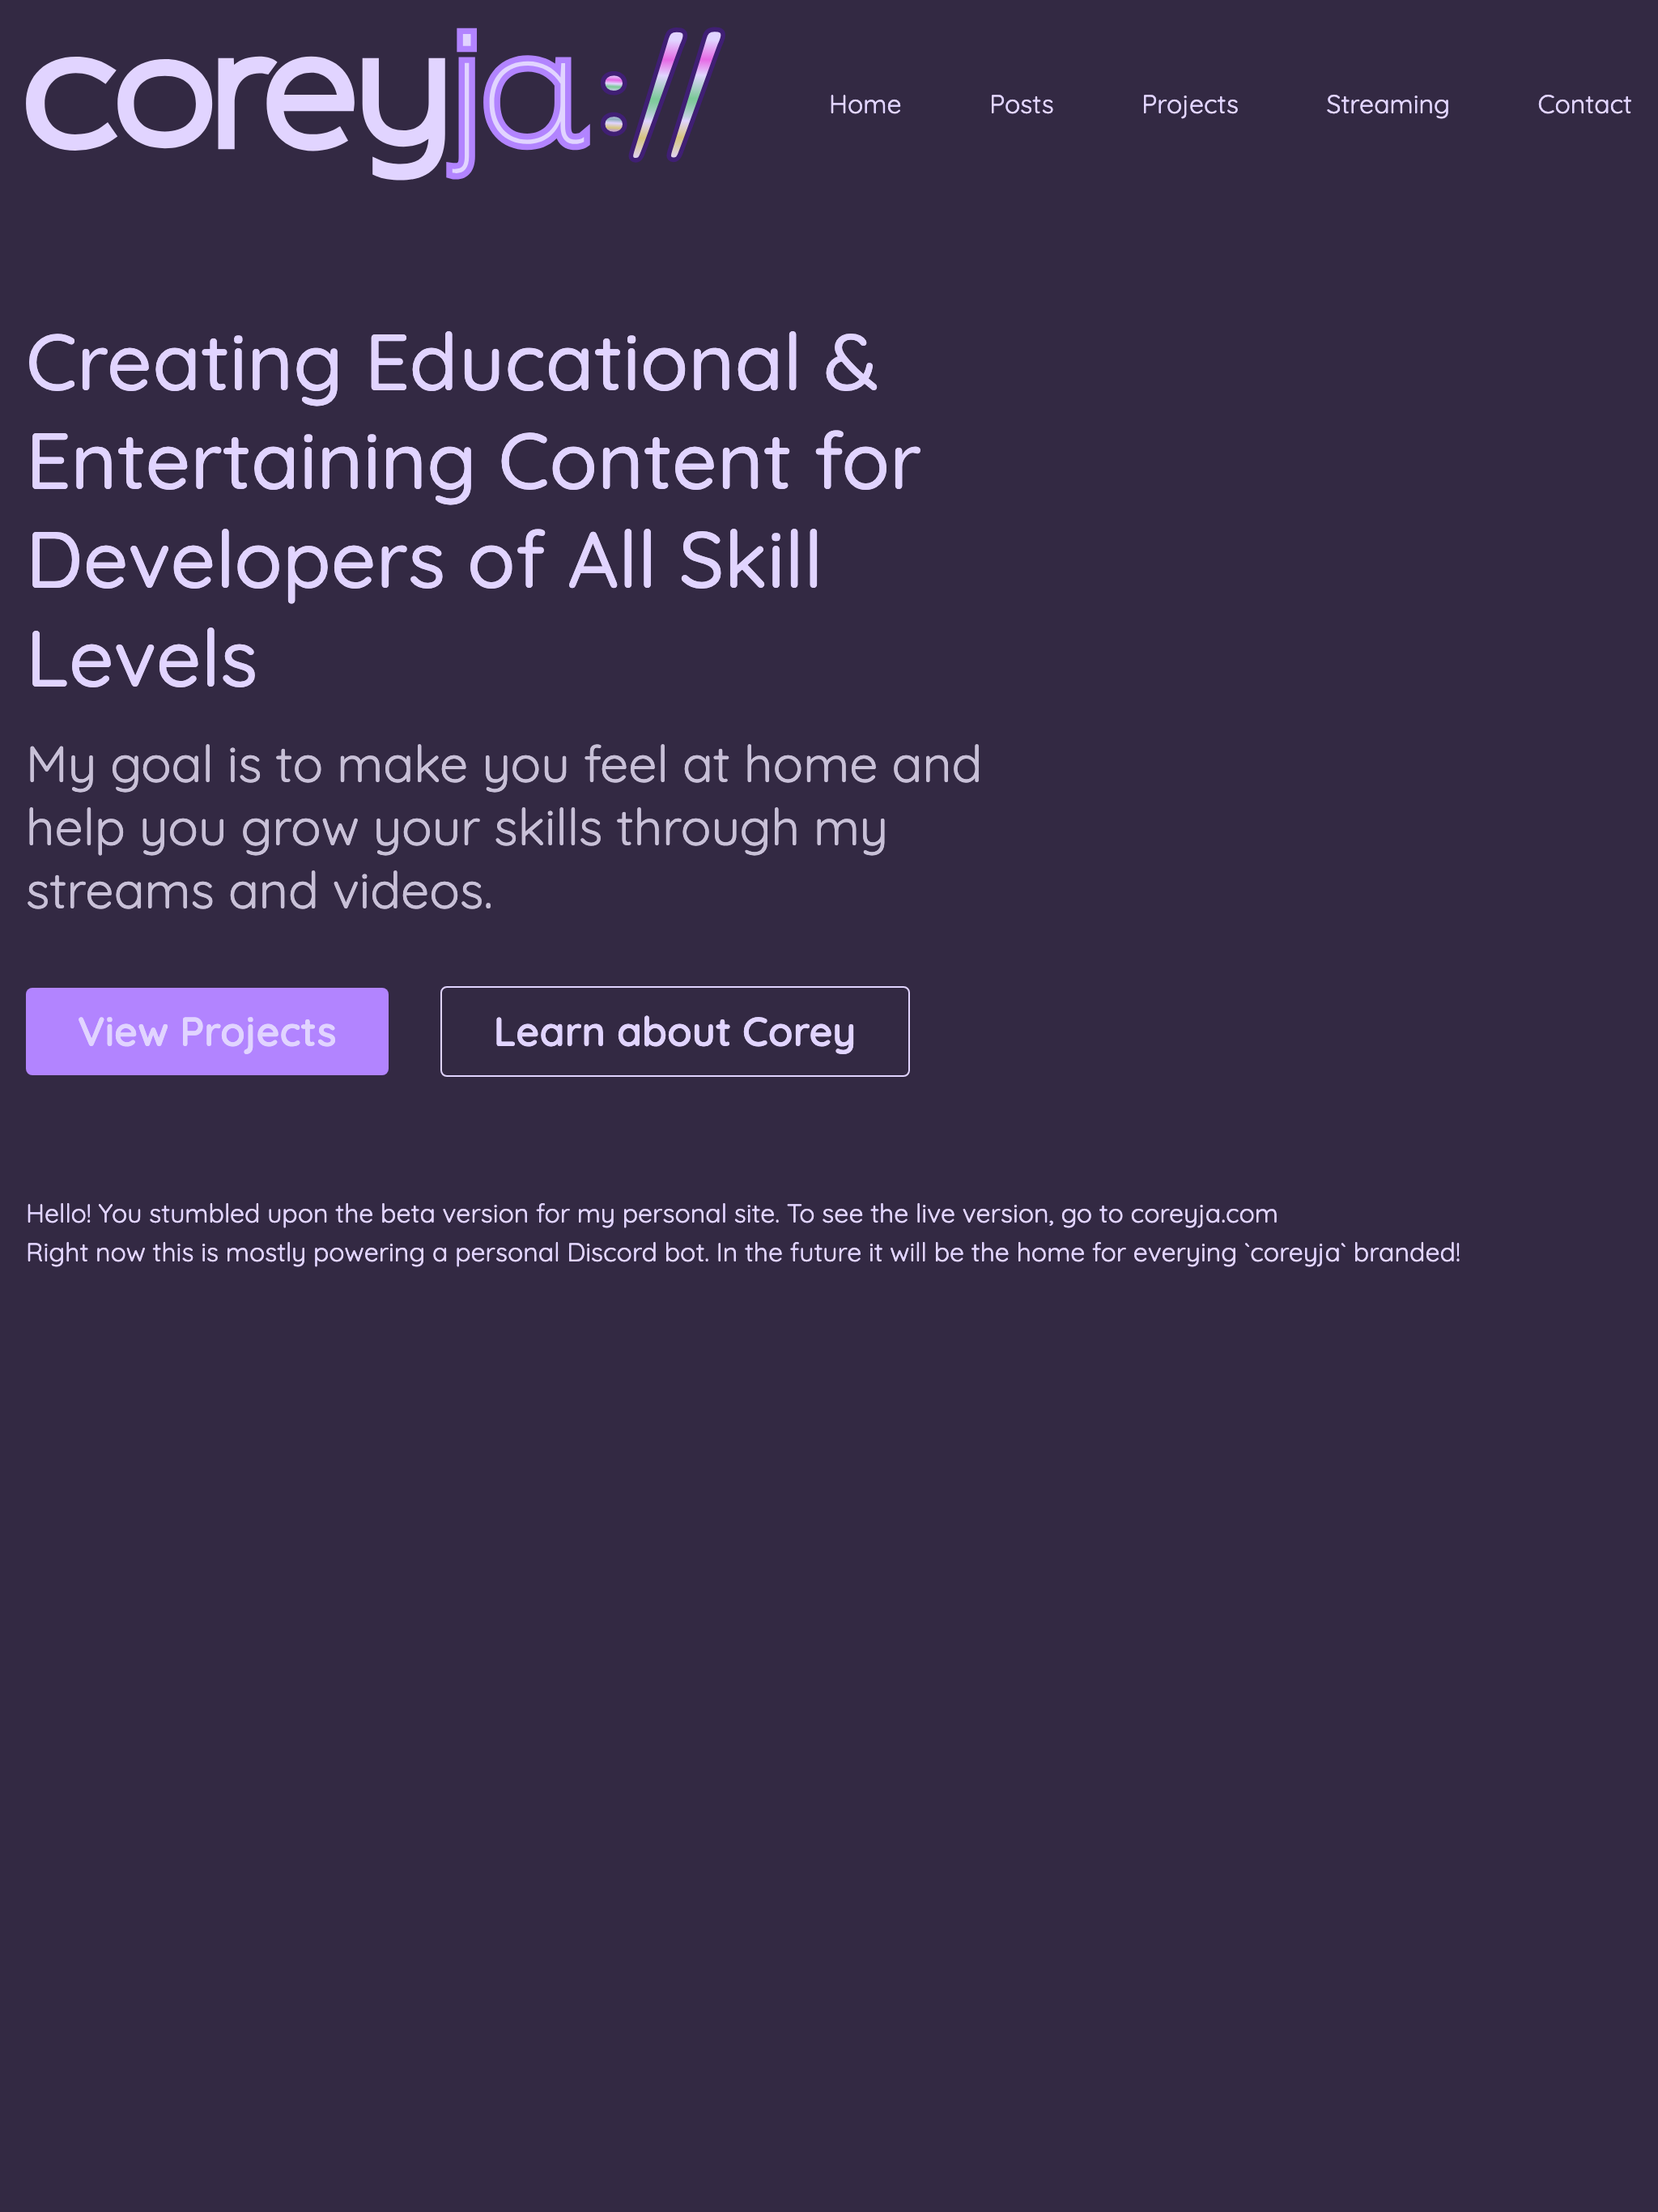 coreyja://
Home Posts Projects Streaming Contact
Creating Educational &
Entertaining Content for
Developers of All Skill
Levels
My goal is to make you feel at home and
help you grow your skills through my
streams and videos.
View Projects Learn about Corey
Hello! You stumbled upon the beta version for my personal site. To see the live version, go to coreyja.com
Right now this is mostly powering a personal Discord bot. In the future it will be the home for everying `coreyja` branded!